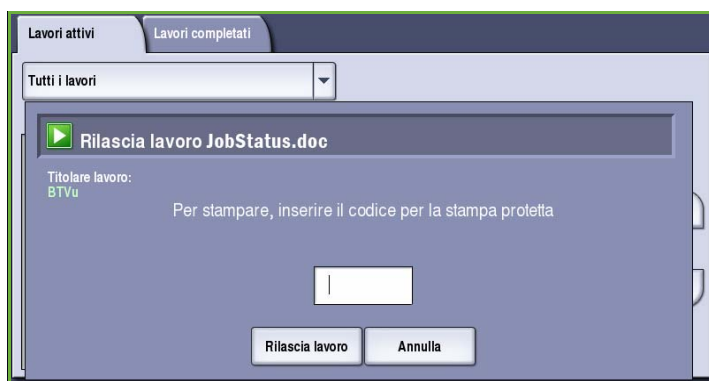 Lavori attivi
Lavori completati
Tutti i lavori
Rilascia lavoro JobStatus.doc
Titolare lavoro:
BTVu
Per stampare, inserire il codice per la stampa protetta
Rilascia lavoro
Annulla